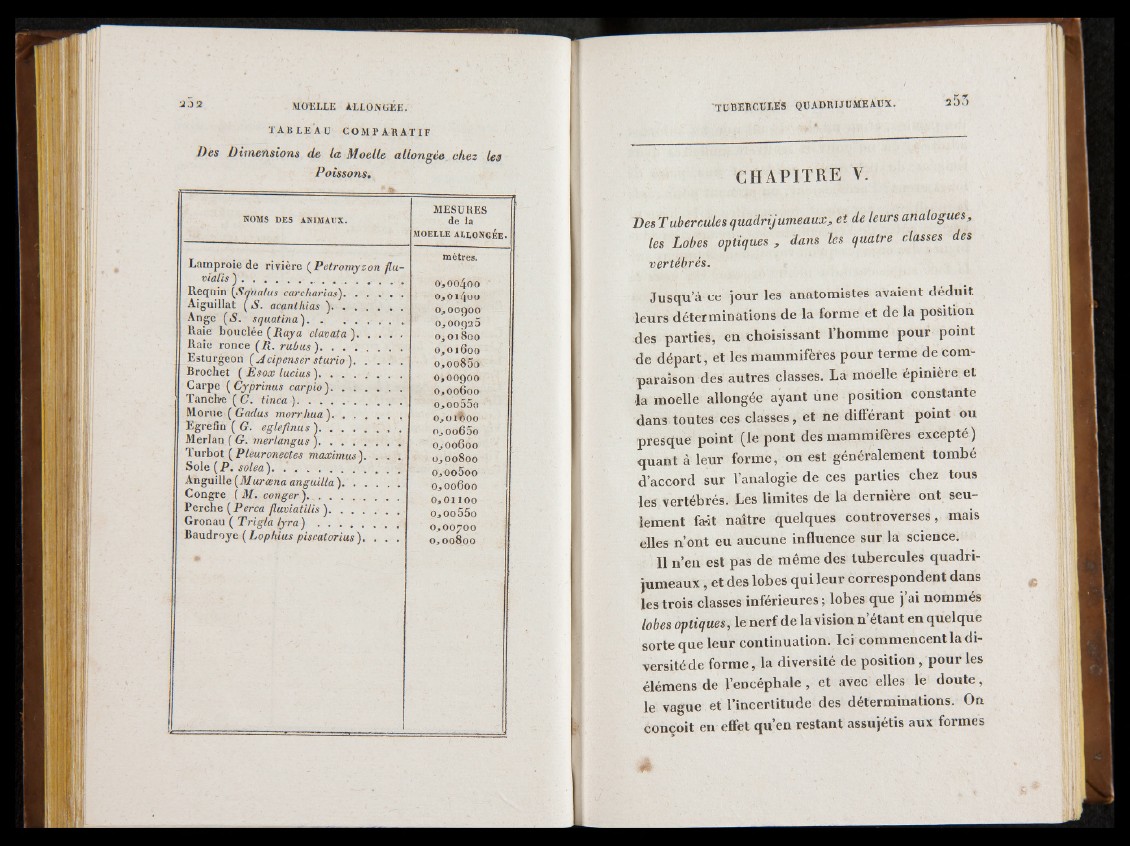 252 MOELLE ALLONGÉE.
TABLEAU COMPARATIF
Des Dimensions de la Moelle allongée chez les
Poissons.
NOMS DES ANIMAUX.
MESURES
de la
MOELLE ALLONGÉE.
mètres.
Lamproie de rivière (Petromyzon flu-
vialis). . . . . . . . . . . 0,00400
Requin (Squalus carcharias). . . . . . 0,01400
Aiguillat (S. acanthias). . . . . . . 0,00900
Ange (S. squatina). . . . . . . . 0,00925
Raie bouclée (Raya clavata). . . . . 0,01800
Raie ronce (R. rubus). . . . . . . . 0,01600
Esturgeon (Acipenser sturio). . . . . 0,00850
Brochet (Esox lucius). . . . . . . . 0,00900
Carpe (Cyprinus carpio). . . . . . . 0,00600
Tanche (C. tinca). . . . . . . . . 0,00550
Morue (Gadus morrhua). . . . . . . 0,01000
Egrefin (G. eglefinus). . . . . . . . 0,00650
Merlan (G. merlangus). . . . . . . . 0,00600
Turbot (Pleuronectes maximus). . . . 0,00800
Sole (P. solea). . . . . . . . . . 0,00500
Anguille (Muræna anguilla). . . . . . 0,00600
Congre (M. conger). . . . . . . . . 0,01100
Perche (Perca fluviatilis). . . . . . . 0,00550
Gronau (Trigla lyra) . . . . . . . . 0,00700
Baudroye (Lophius piscatorius). . . . 0,00800
TUBERCULES QUADRIJUMEAUX. 253
CHAPITRE V.
Des Tubercules quadrijumeaux, et de leurs analogues,
les Lobes optiques, dans les quatre classes des
vertébrés.
Jusqu'à ce jour les anatomistes avaient déduit
leurs déterminations de la forme et de la position
des parties, en choisissant l'homme pour point
de départ, et les mammifères pour terme de com-
paraison des autres classes. La moelle épinière et
la moelle allongée ayant une position constante
dans toutes ces classes, et ne différant point ou
presque point (le pont des mammifères excepté)
quant à leur forme, on est généralement tombé
d'accord sur l'analogie de ces parties chez tous
les vertébrés. Les limites de la dernière ont seu-
lement fait naître quelques controverses, mais
elles n'ont eu aucune influence sur la science.
Il n'en est pas de même des tubercules quadri-
jumeaux, et des lobes qui leur correspondent dans
les trois classes inférieures; lobes que j'ai nommés
lobes optiques, le nerf de la vision n'étant en quelque
sorte que leur continuation. Ici commencent la di-
versité de forme, la diversité de position, pour les
élémens de l'encéphale, et avec elles le doute,
le vague et l'incertitude des déterminations. On
conçoit en effet qu'en restant assujétis aux formes